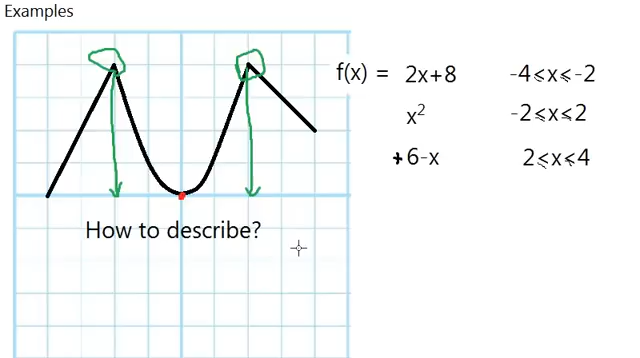 Examples
f(x) = 2x+8 -4⩽x⩽-2
x² -2⩽x⩽2
+6-x 2⩽x⩽4
How to describe?